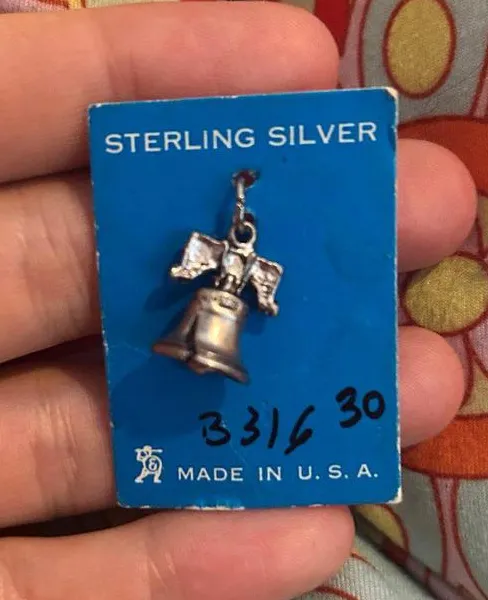 STERLING SILVER
B316 30
MADE IN U. S. A.